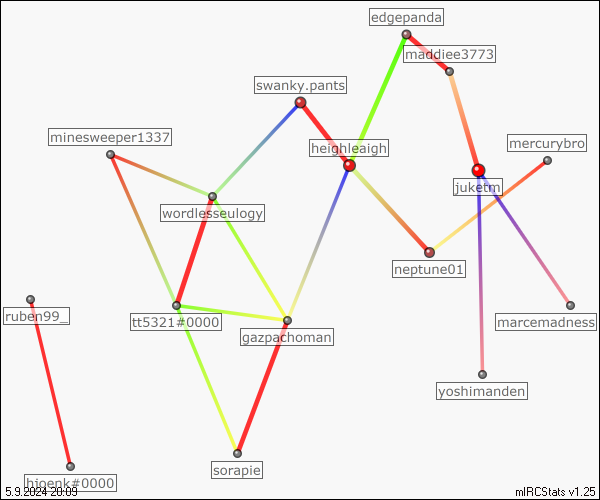 edgepanda
maddiee3773
swanky.pants
minesweeper1337
mercurybro
heighleaigh
juketm
wordlesseulogy
neptune01
ruben99_
tt5321#0000
marcemadness
gazpachoman
yoshimanden
sorapie
hjoenk#0000
5.9.2024 20:09
mIRCStats v1.25